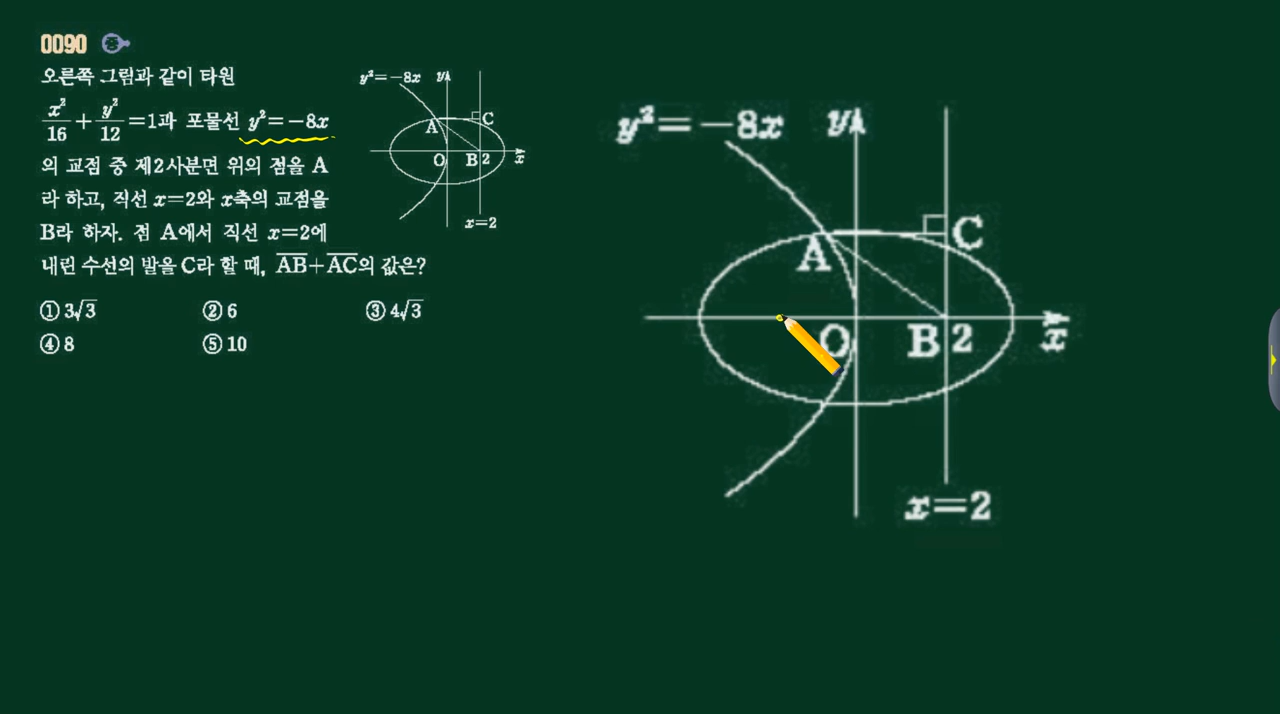 0090 중
오른쪽 그림과 같이 타원
x²/16 + y²/12 = 1과 포물선 y²=-8x
의 교점 중 제2사분면 위의 점을 A
라 하고, 직선 x=2와 x축의 교점을
B라 하자. 점 A에서 직선 x=2에
내린 수선의 발을 C라 할 때, AB+AC의 값은?
① 3√3 ② 6 ③ 4√3
④ 8 ⑤ 10
y²=-8x y
A C
O B 2 x
x=2
y²=-8x y
A C
O B 2 x
x=2